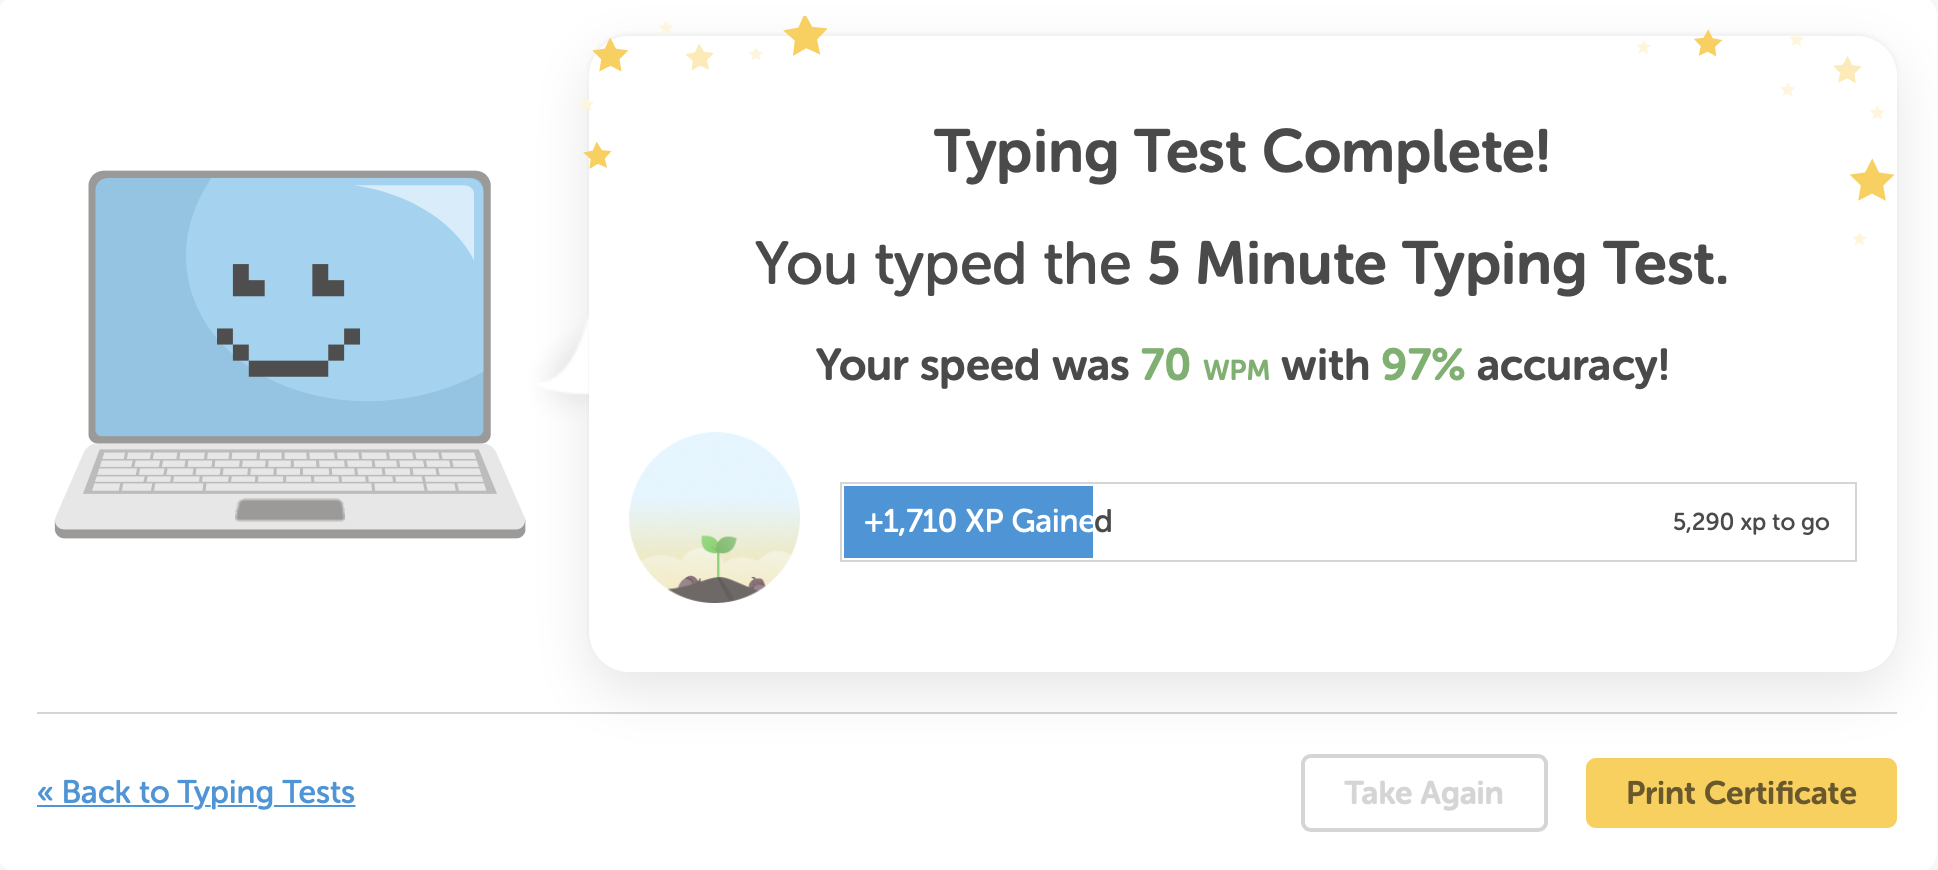 Typing Test Complete!
You typed the 5 Minute Typing Test.
Your speed was 70 WPM with 97% accuracy!
+1,710 XP Gained
5,290 xp to go
« Back to Typing Tests
Take Again
Print Certificate